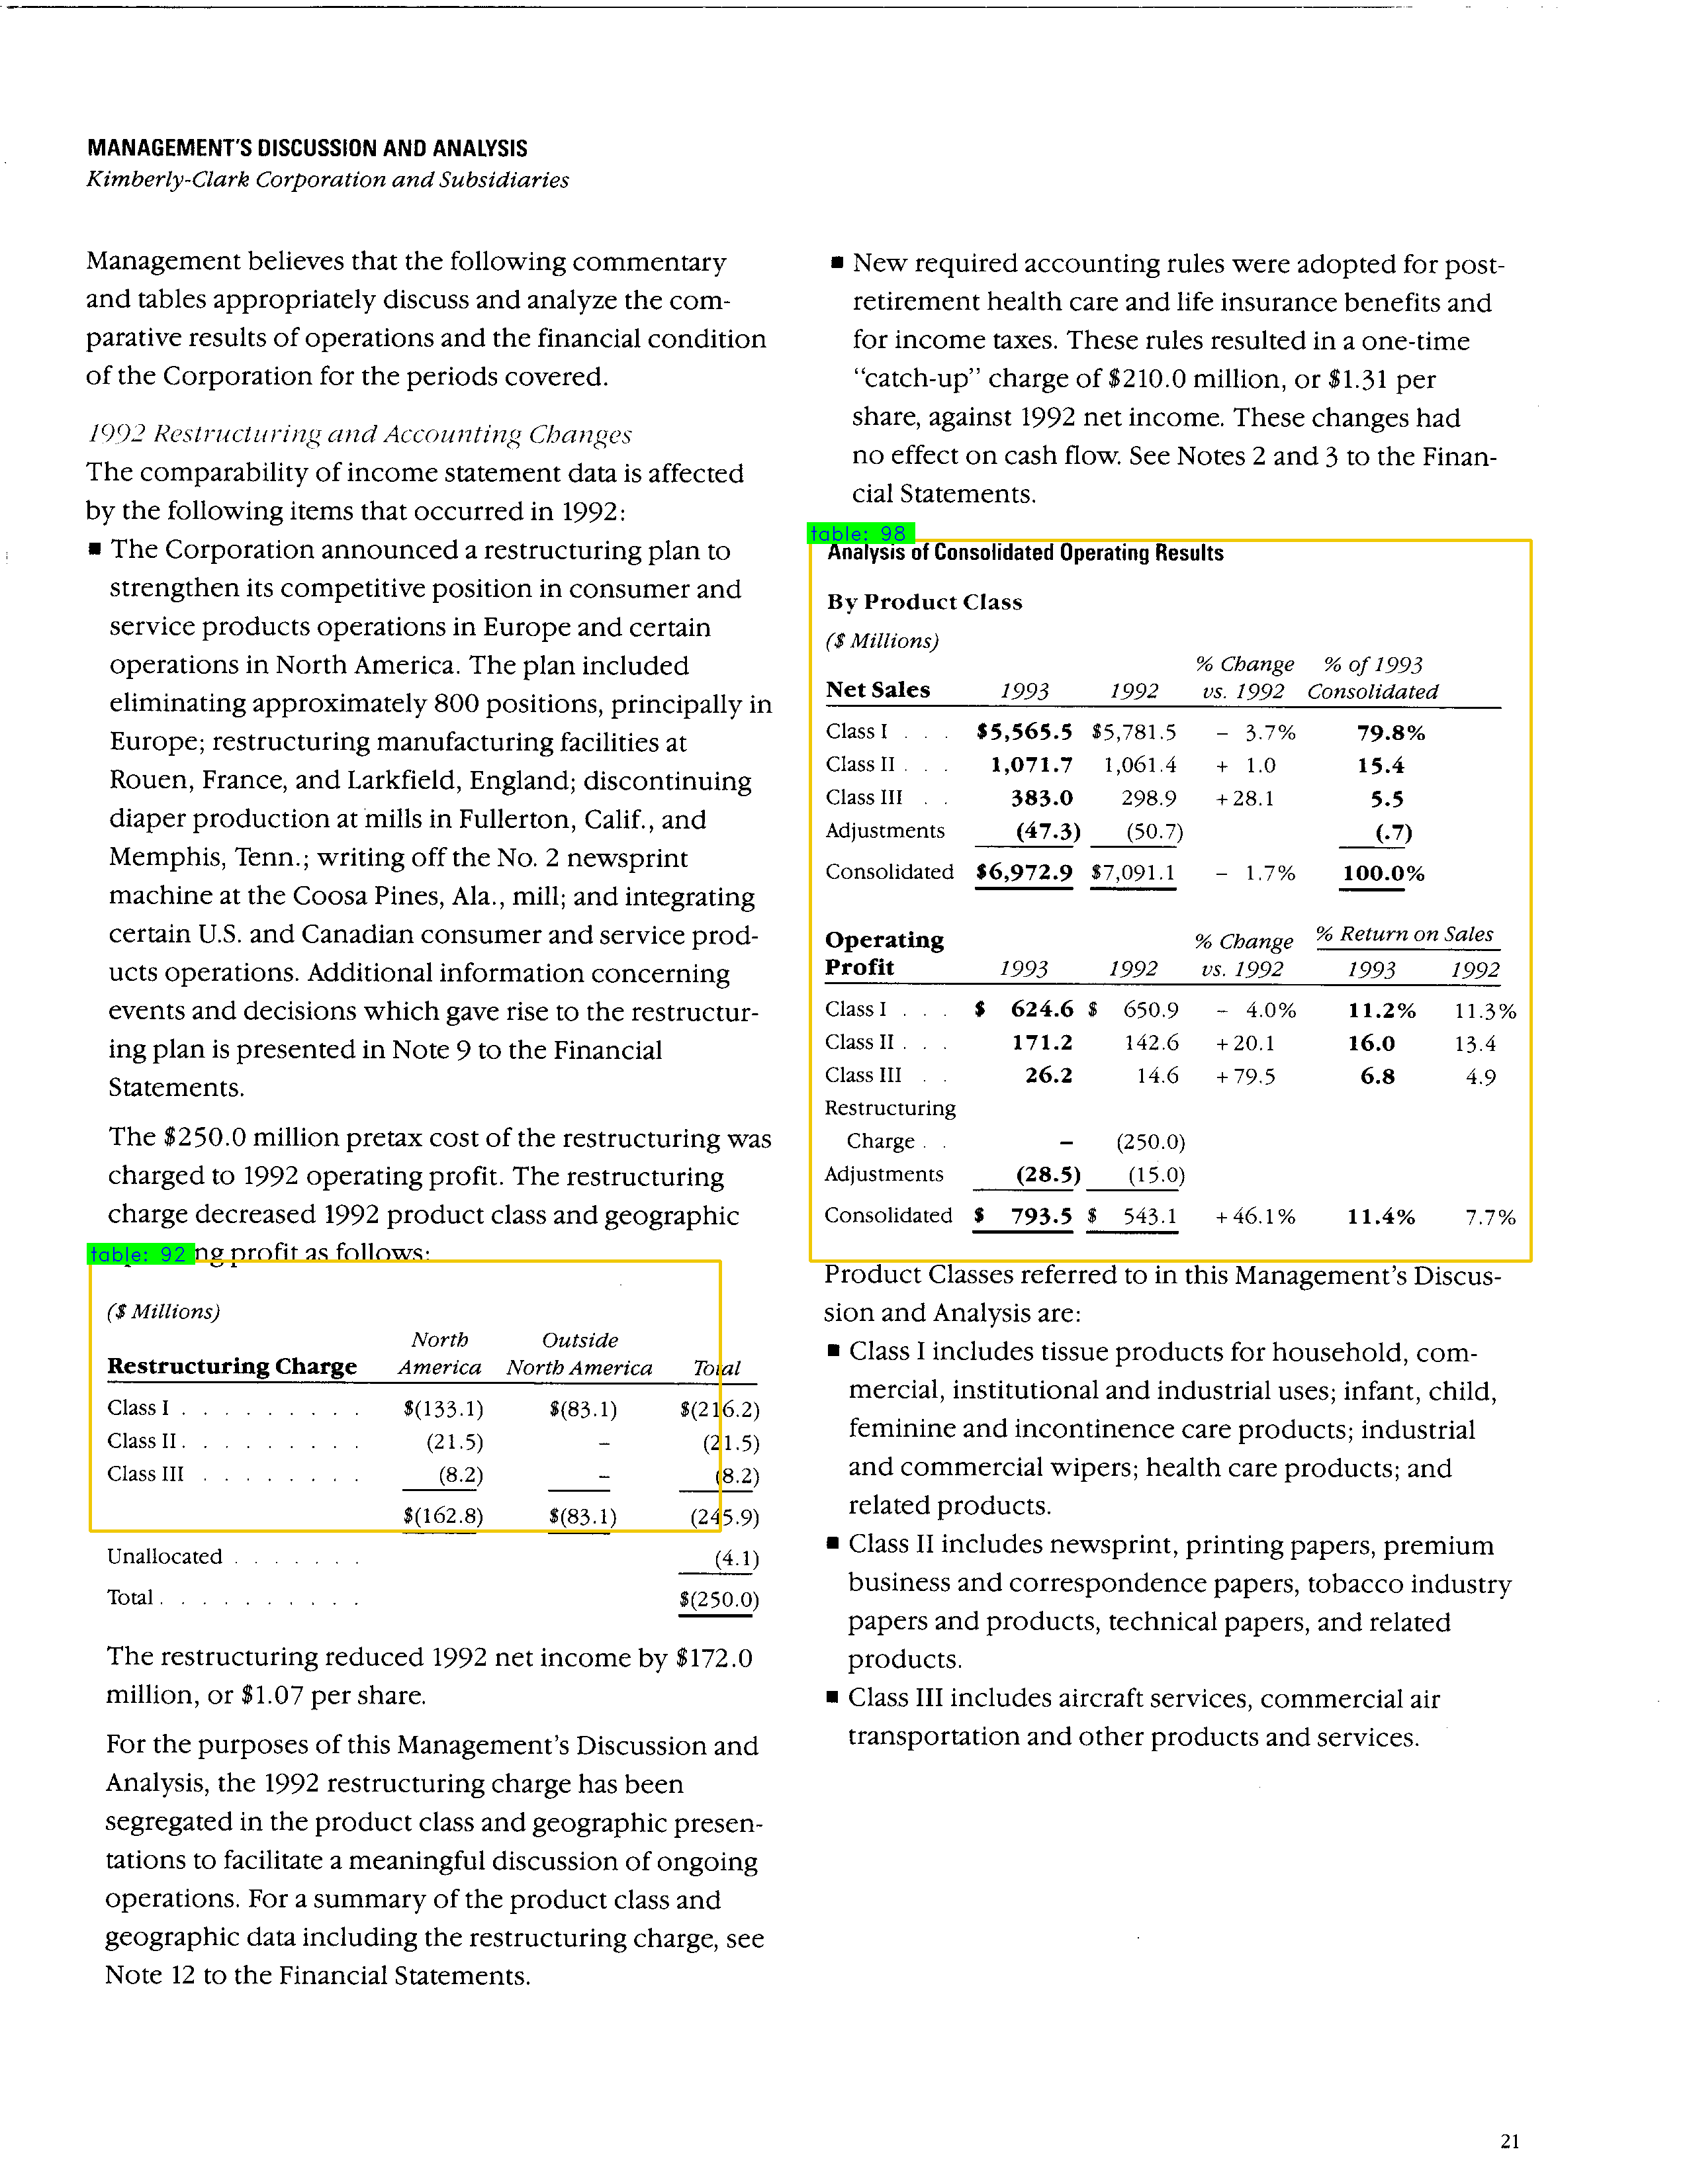 MANAGEMENT'S DISCUSSION AND ANALYSIS
Kimberly-Clark Corporation and Subsidiaries
Management believes that the following commentary
and tables appropriately discuss and analyze the com-
parative results of operations and the financial condition
of the Corporation for the periods covered.
1992 Restructuring and Accounting Changes
The comparability of income statement data is affected
by the following items that occurred in 1992:
■ The Corporation announced a restructuring plan to
strengthen its competitive position in consumer and
service products operations in Europe and certain
operations in North America. The plan included
eliminating approximately 800 positions, principally in
Europe; restructuring manufacturing facilities at
Rouen, France, and Larkfield, England; discontinuing
diaper production at mills in Fullerton, Calif., and
Memphis, Tenn.; writing off the No. 2 newsprint
machine at the Coosa Pines, Ala., mill; and integrating
certain U.S. and Canadian consumer and service prod-
ucts operations. Additional information concerning
events and decisions which gave rise to the restructur-
ing plan is presented in Note 9 to the Financial
Statements.
The $250.0 million pretax cost of the restructuring was
charged to 1992 operating profit. The restructuring
charge decreased 1992 product class and geographic
table: 92 ng profit as follows:
($ Millions)
North Outside
Restructuring Charge America North America Total
Class I . . . . . . . . . $(133.1) $(83.1) $(216.2)
Class II . . . . . . . . . (21.5) – (21.5)
Class III . . . . . . . . (8.2) – (8.2)
$(162.8) $(83.1) (245.9)
Unallocated . . . . . . . (4.1)
Total . . . . . . . . . . $(250.0)
The restructuring reduced 1992 net income by $172.0
million, or $1.07 per share.
For the purposes of this Management's Discussion and
Analysis, the 1992 restructuring charge has been
segregated in the product class and geographic presen-
tations to facilitate a meaningful discussion of ongoing
operations. For a summary of the product class and
geographic data including the restructuring charge, see
Note 12 to the Financial Statements.
■ New required accounting rules were adopted for post-
retirement health care and life insurance benefits and
for income taxes. These rules resulted in a one-time
"catch-up" charge of $210.0 million, or $1.31 per
share, against 1992 net income. These changes had
no effect on cash flow. See Notes 2 and 3 to the Finan-
cial Statements.
table: 98
Analysis of Consolidated Operating Results
By Product Class
($ Millions)
% Change % of 1993
Net Sales 1993 1992 vs. 1992 Consolidated
Class I . . . $5,565.5 $5,781.5 – 3.7% 79.8%
Class II . . . 1,071.7 1,061.4 + 1.0 15.4
Class III . . 383.0 298.9 +28.1 5.5
Adjustments (47.3) (50.7) (.7)
Consolidated $6,972.9 $7,091.1 – 1.7% 100.0%
Operating % Change % Return on Sales
Profit 1993 1992 vs. 1992 1993 1992
Class I . . . $ 624.6 $ 650.9 – 4.0% 11.2% 11.3%
Class II . . . 171.2 142.6 +20.1 16.0 13.4
Class III . . 26.2 14.6 +79.5 6.8 4.9
Restructuring
Charge . . – (250.0)
Adjustments (28.5) (15.0)
Consolidated $ 793.5 $ 543.1 +46.1% 11.4% 7.7%
Product Classes referred to in this Management's Discus-
sion and Analysis are:
■ Class I includes tissue products for household, com-
mercial, institutional and industrial uses; infant, child,
feminine and incontinence care products; industrial
and commercial wipers; health care products; and
related products.
■ Class II includes newsprint, printing papers, premium
business and correspondence papers, tobacco industry
papers and products, technical papers, and related
products.
■ Class III includes aircraft services, commercial air
transportation and other products and services.
21